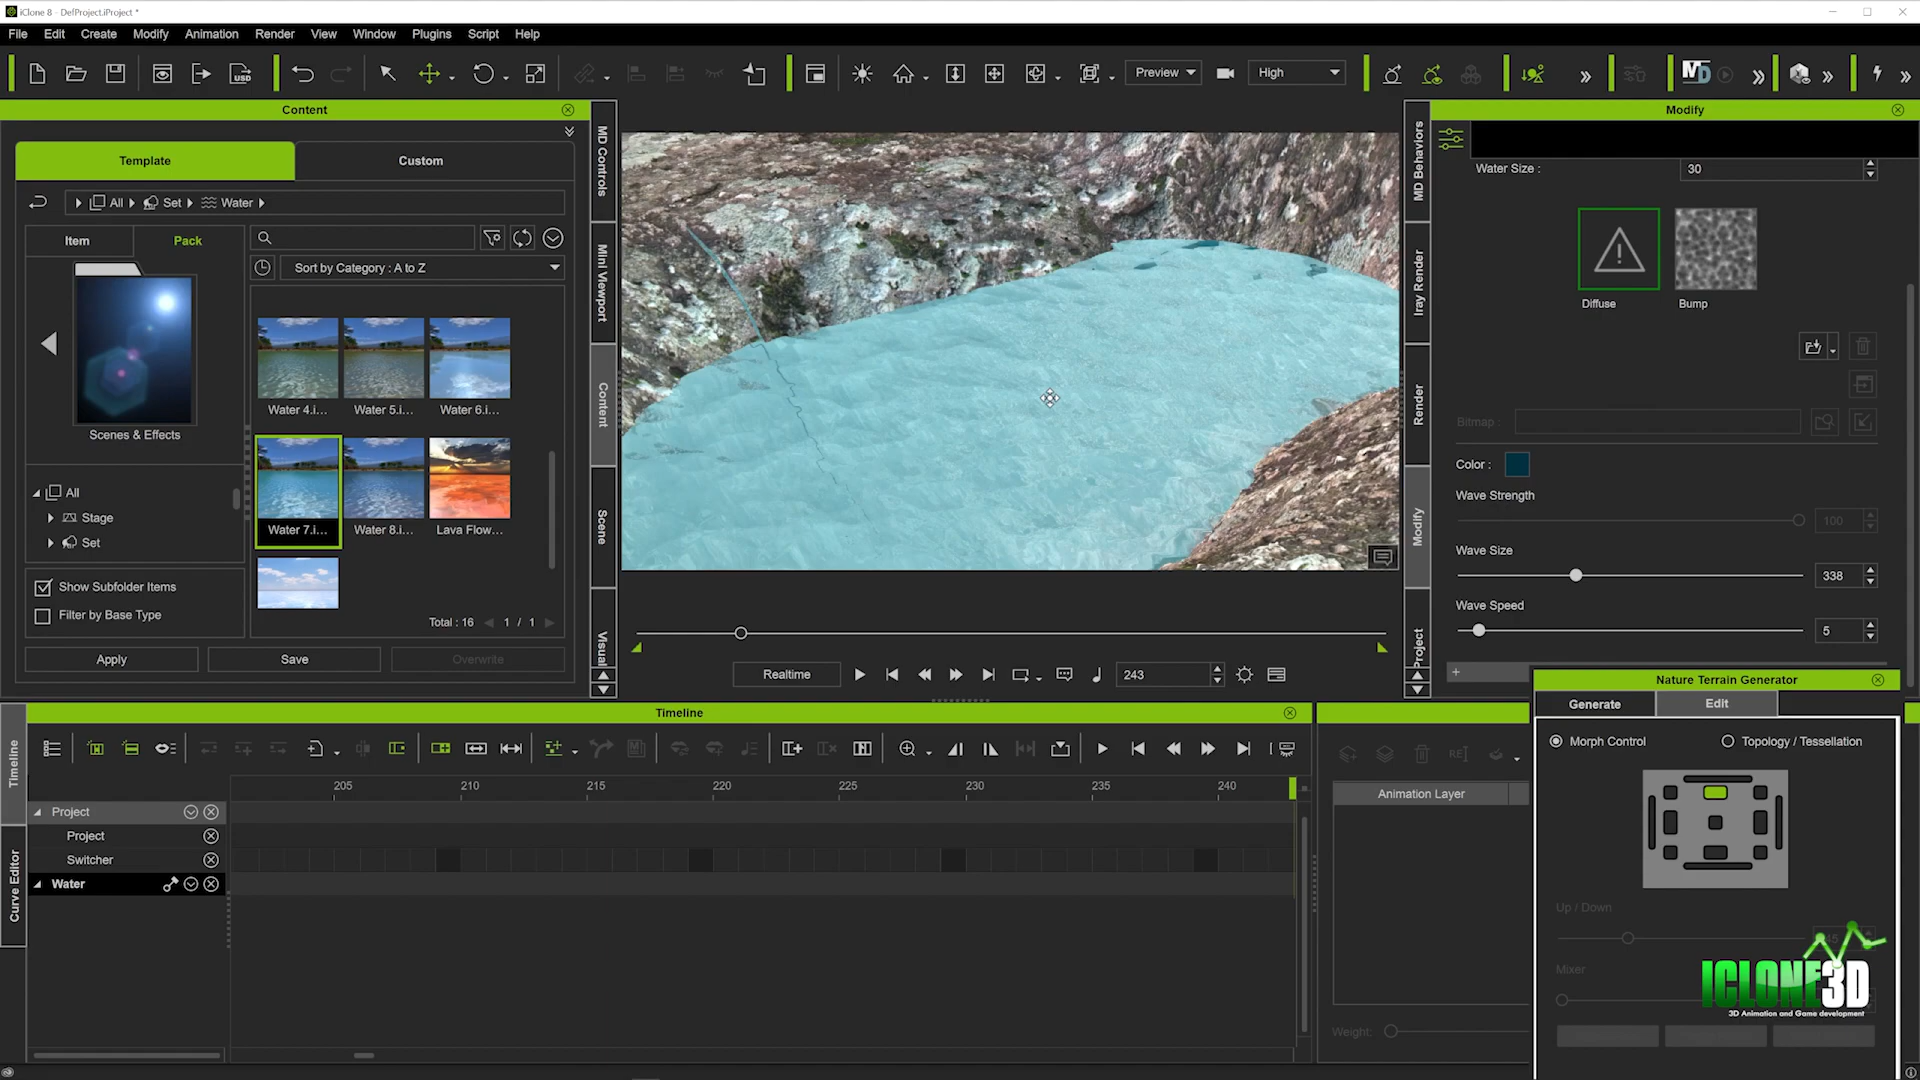 iClone 8 - DefProject.iProject *
File Edit Create Modify Animation Render View Window Plugins Script Help
USD
Preview
High
MD
Content
Template Custom
All Set Water
Item Pack
Sort by Category : A to Z
Scenes & Effects
Water 4.i... Water 5.i... Water 6.i...
Water 7.i... Water 8.i... Lava Flow...
All
Stage
Set
Show Subfolder Items
Filter by Base Type
Total : 16 1 / 1
Apply Save Overwrite
MD Controls
Mini Viewport
Content
Scene
Visual
Realtime
243
MD Behaviors
Iray Render
Render
Modify
Project
Modify
Water Size : 30
Diffuse Bump
Bitmap :
Color :
Wave Strength
100
Wave Size
338
Wave Speed
5
Timeline
Timeline
Curve Editor
205 210 215 220 225 230 235 240
Project
Project
Switcher
Water
Animation Layer
Weight:
Nature Terrain Generator
Generate Edit
Morph Control Topology / Tessellation
Up / Down
Mixer
ICLONE3D
3D Animation and Game development